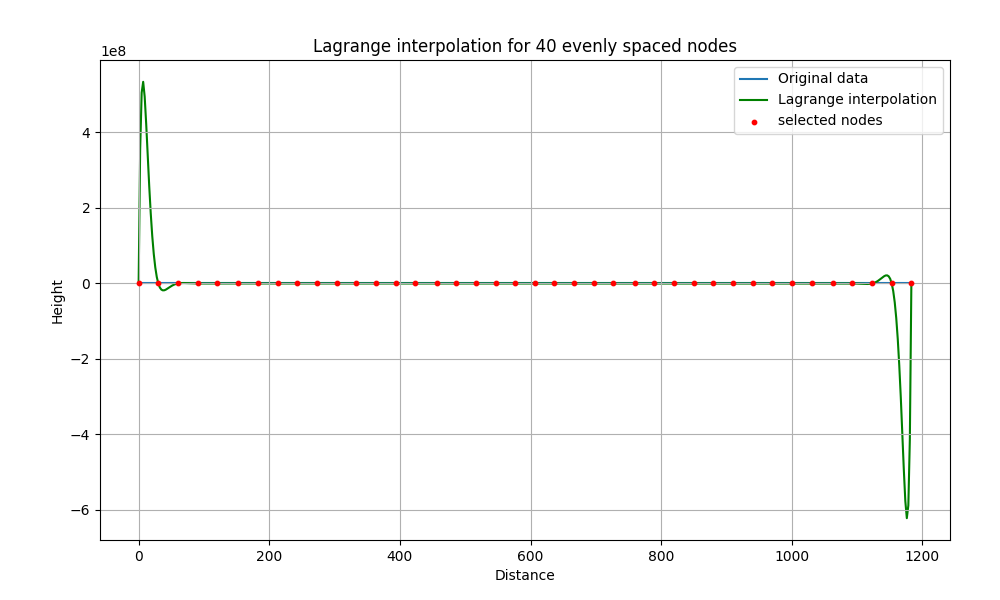 Lagrange interpolation for 40 evenly spaced nodes
1e8
Original data
Lagrange interpolation
selected nodes
4
2
0
−2
−4
−6
Height
0 200 400 600 800 1000 1200
Distance